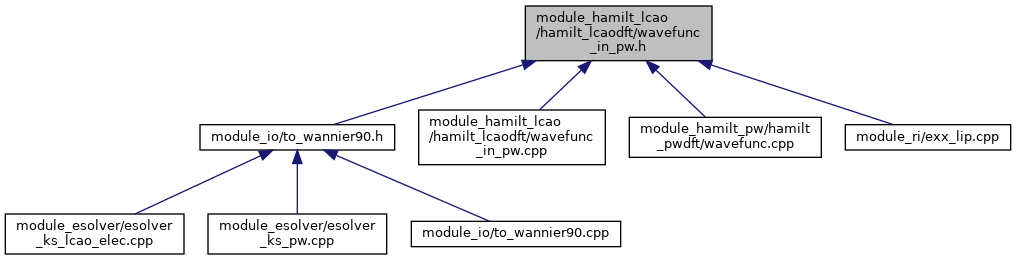 module_hamilt_lcao
/hamilt_lcaodft/wavefunc
_in_pw.h
module_io/to_wannier90.h
module_hamilt_lcao
/hamilt_lcaodft/wavefunc
_in_pw.cpp
module_hamilt_pw/hamilt
_pwdft/wavefunc.cpp
module_ri/exx_lip.cpp
module_esolver/esolver
_ks_lcao_elec.cpp
module_esolver/esolver
_ks_pw.cpp
module_io/to_wannier90.cpp